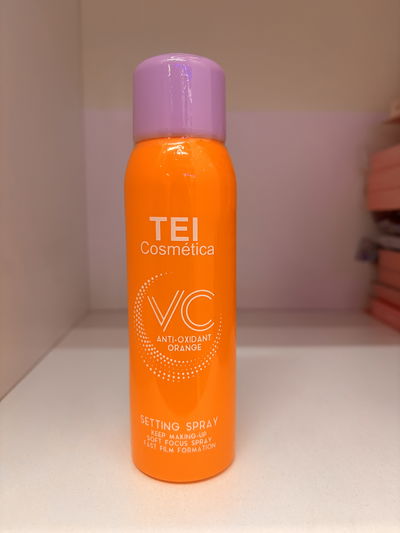 TEI
Cosmética
VC
ANTI-OXIDANT
ORANGE
SETTING SPRAY
KEEP MAKING-UP
SOFT FOCUS SPRAY
FAST FILM FORMATION